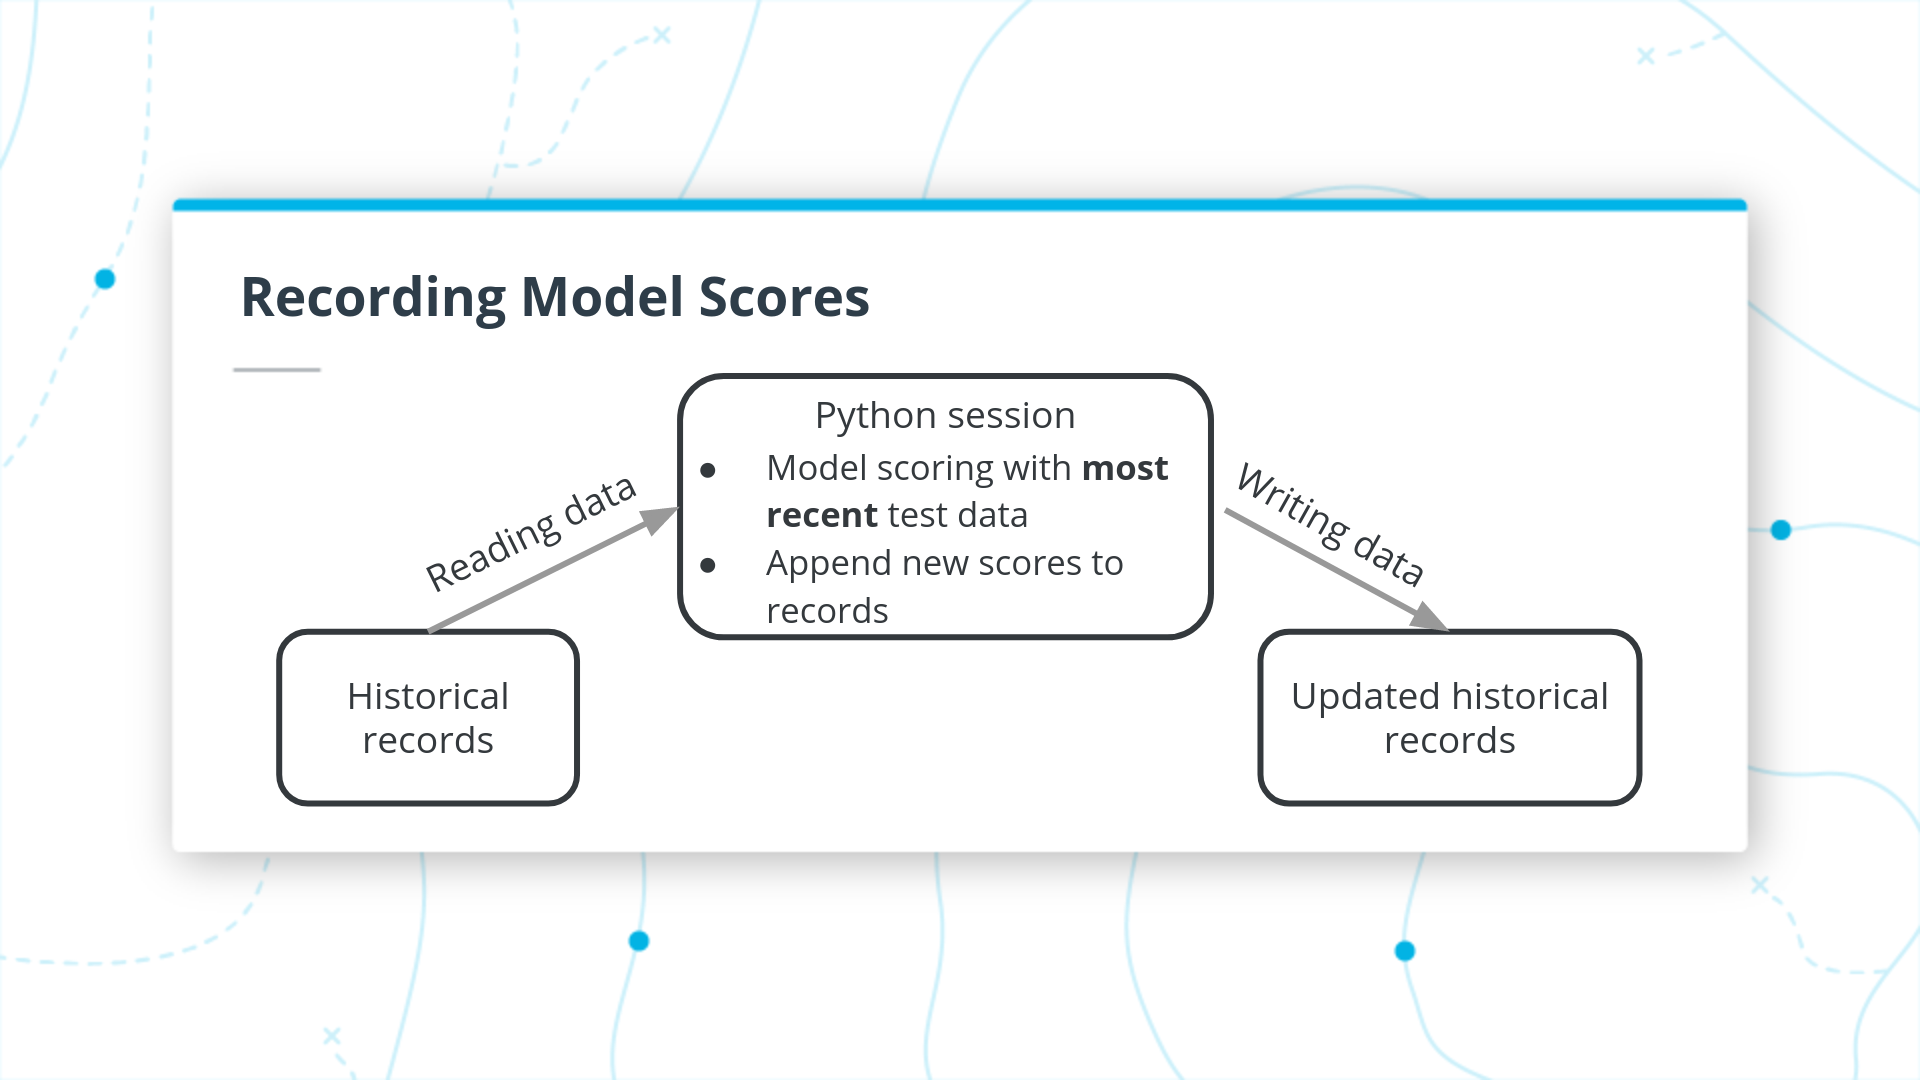 Recording Model Scores
Python session
● Model scoring with most
recent test data
● Append new scores to
records
Reading data
Writing data
Historical
records
Updated historical
records